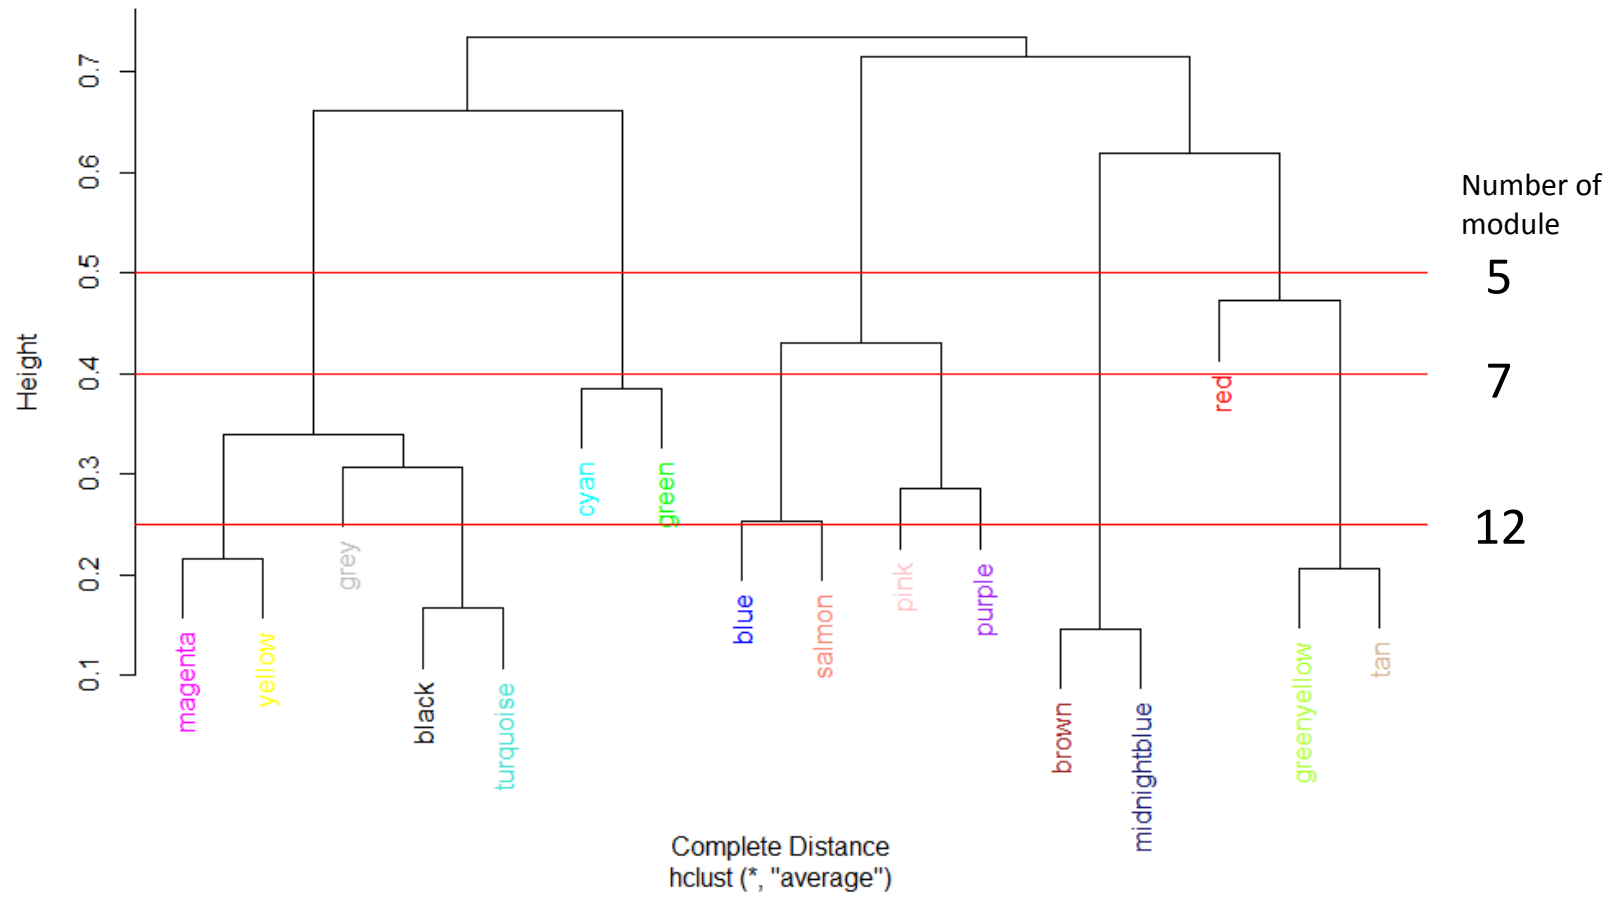 0.7
0.6
0.5
0.4
0.3
0.2
0.1
Height
Number of
module
5
7
12
magenta
yellow
grey
black
turquoise
cyan
green
blue
salmon
pink
purple
brown
midnightblue
red
greenyellow
tan
Complete Distance
hclust (*, "average")